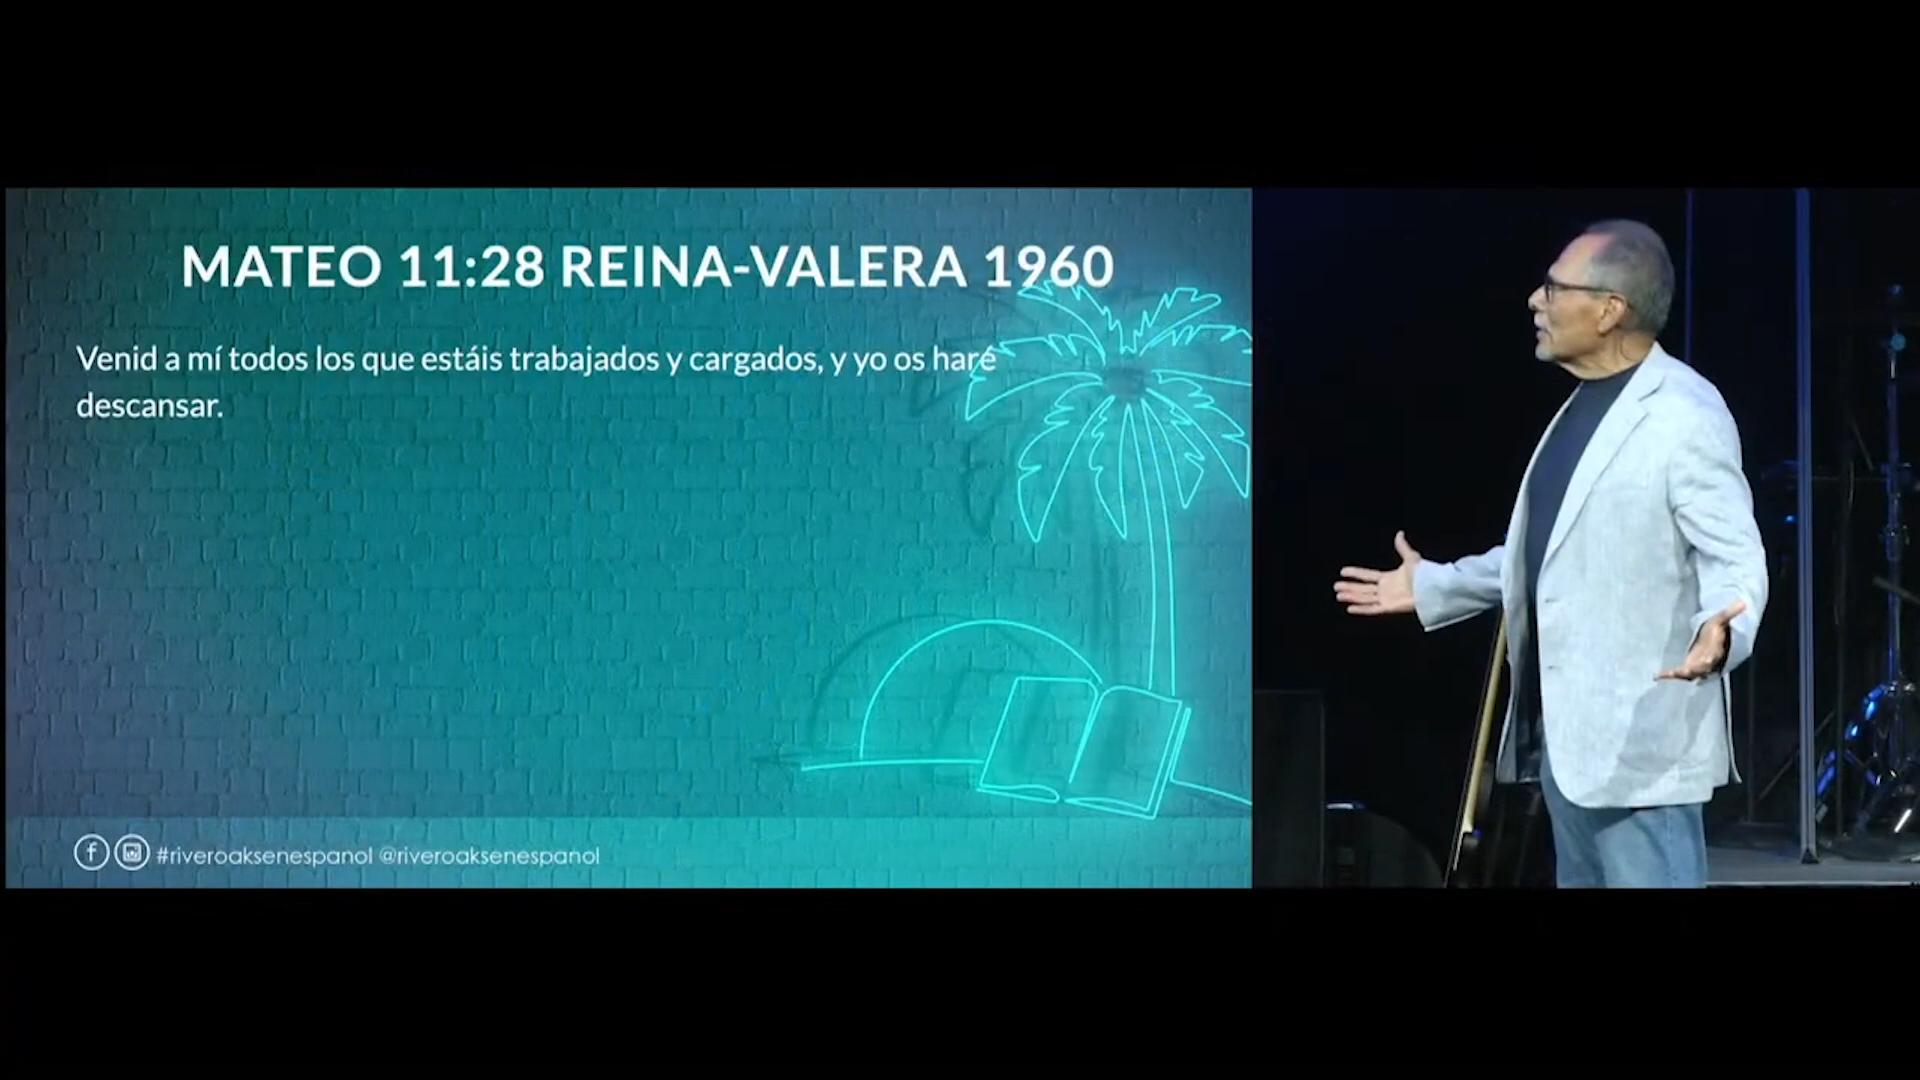 MATEO 11:28 REINA-VALERA 1960
Venid a mí todos los que estáis trabajados y cargados, y yo os haré
descansar.
#riveroaksenespanol @riveroaksenespanol